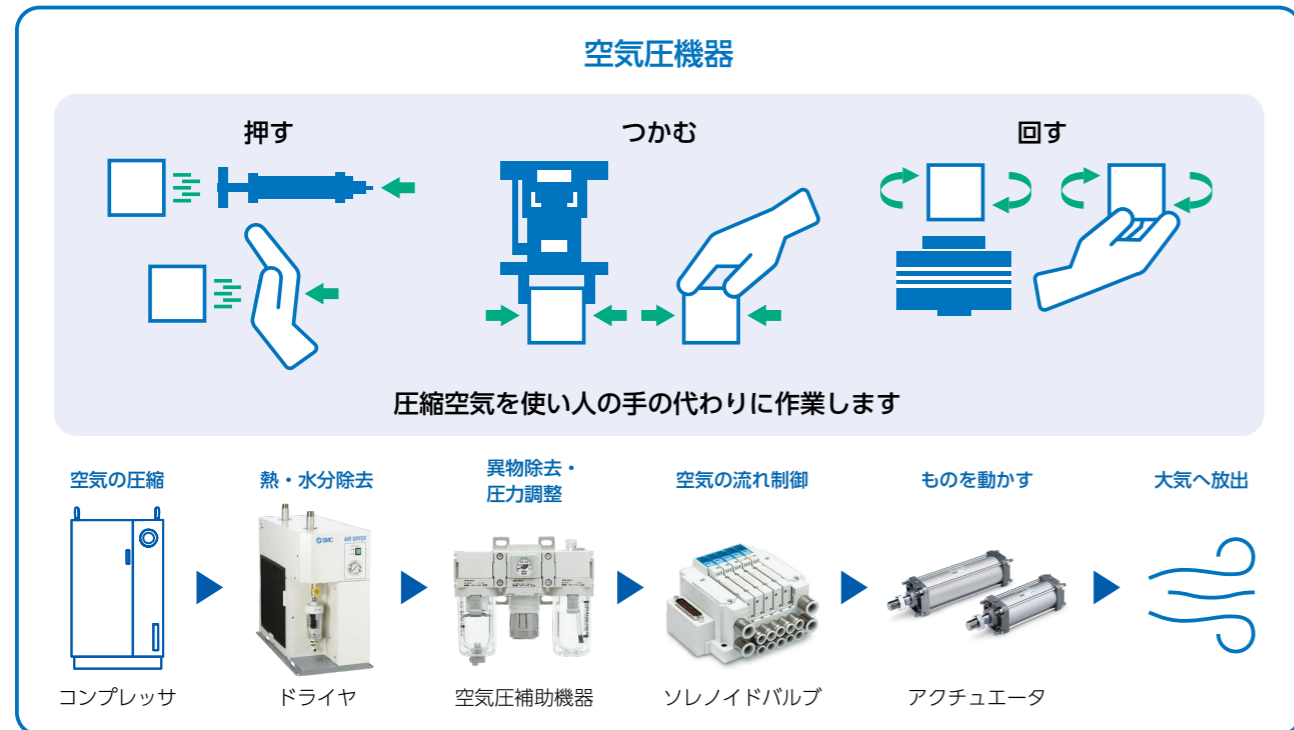 空気圧機器
押す
つかむ
回す
圧縮空気を使い人の手の代わりに作業します
空気の圧縮
熱・水分除去
異物除去・
圧力調整
空気の流れ制御
ものを動かす
大気へ放出
SMC AIR DRYER
コンプレッサ
ドライヤ
空気圧補助機器
ソレノイドバルブ
アクチュエータ